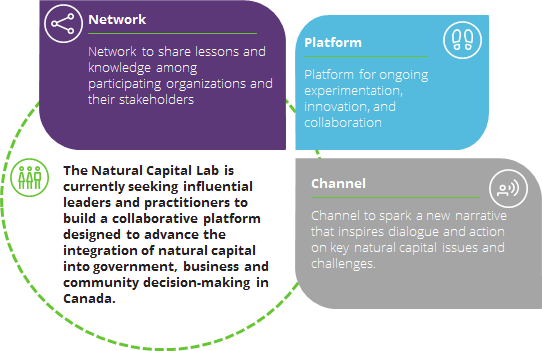 Network
Network to share lessons and
knowledge among
participating organizations and
their stakeholders
Platform
Platform for ongoing
experimentation,
innovation, and
collaboration
The Natural Capital Lab is
currently seeking influential
leaders and practitioners to
build a collaborative platform
designed to advance the
integration of natural capital
into government, business and
community decision-making in
Canada.
Channel
Channel to spark a new narrative
that inspires dialogue and action
on key natural capital issues and
challenges.